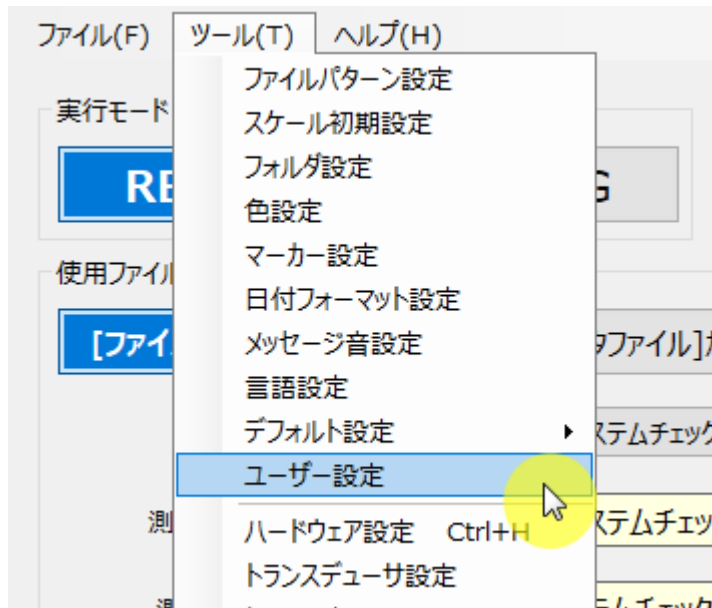 ファイル(F) ツール(T) ヘルプ(H)
ファイルパターン設定
実行モード
スケール初期設定
フォルダ設定
RE
G
色設定
マーカー設定
使用ファイル
日付フォーマット設定
[ファイ
メッセージ音設定
タファイル]
言語設定
デフォルト設定
ステムチェック
ユーザー設定
測
ハードウェア設定 Ctrl+H
ステムチェッ
トランスデューサ設定